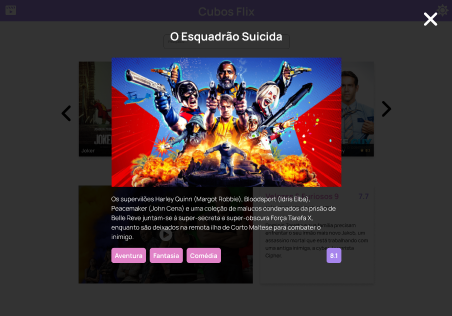 Cubos Flix
O Esquadrão Suicida
JOKER
Os supervilões Harley Quinn (Margot Robbie), Bloodsport (Idris Elba),
Peacemaker (John Cena) e uma coleção de malucos condenados da prisão de
Belle Reve juntam-se à super-secreta e super-obscura Força Tarefa X,
enquanto são deixados na remota ilha de Corto Maltese para combater o
inimigo.
Aventura Fantasia Comédia 8.1